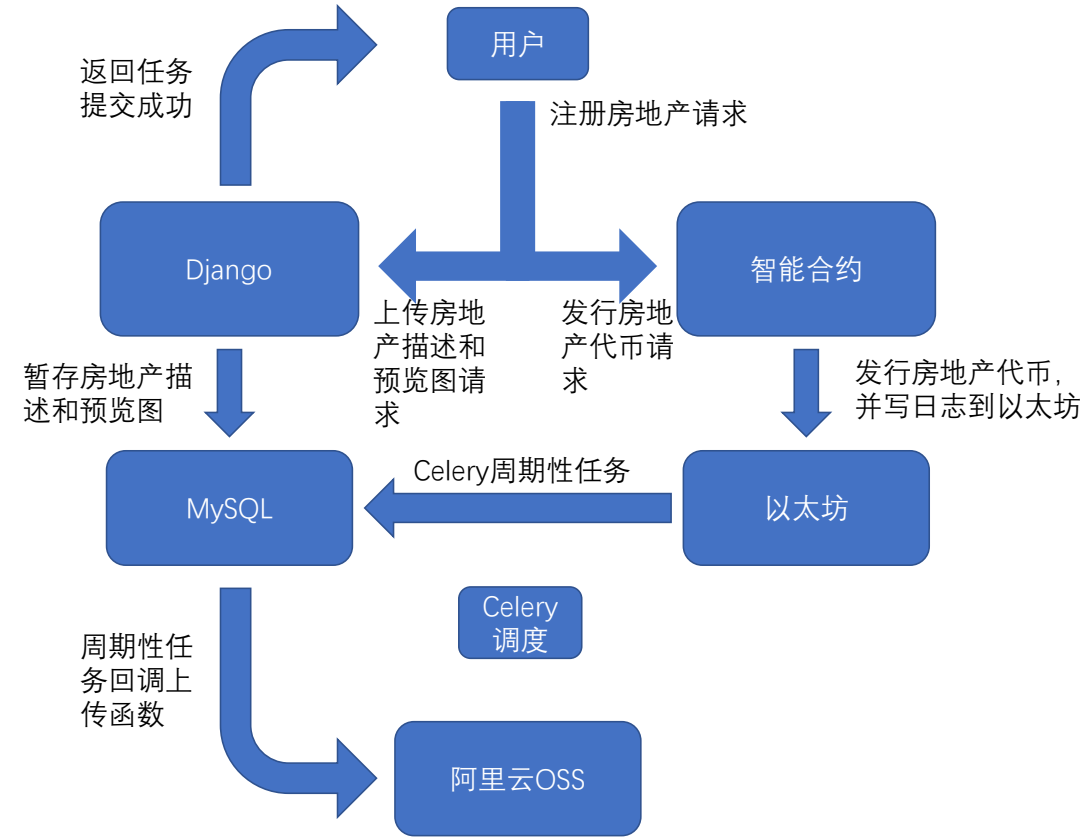 用户
返回任务
提交成功
注册房地产请求
Django
智能合约
上传房地
产描述和
预览图请
求
发行房地
产代币请
求
暂存房地产描
述和预览图
发行房地产代币，
并写日志到以太坊
Celery周期性任务
MySQL
以太坊
Celery
调度
周期性任
务回调上
传函数
阿里云OSS